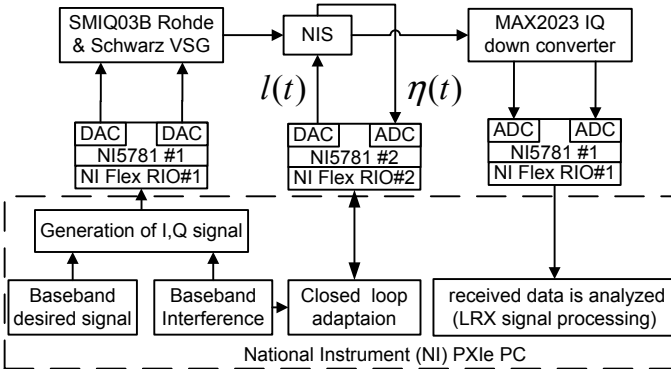 SMIQ03B Rohde
& Schwarz VSG
NIS
MAX2023 IQ
down converter
l(t)
η(t)
DAC DAC
NI5781 #1
NI Flex RIO#1
DAC ADC
NI5781 #2
NI Flex RIO#2
ADC ADC
NI5781 #1
NI Flex RIO#1
Generation of I,Q signal
Baseband
desired signal
Baseband
Interference
Closed loop
adaptaion
received data is analyzed
(LRX signal processing)
National Instrument (NI) PXIe PC